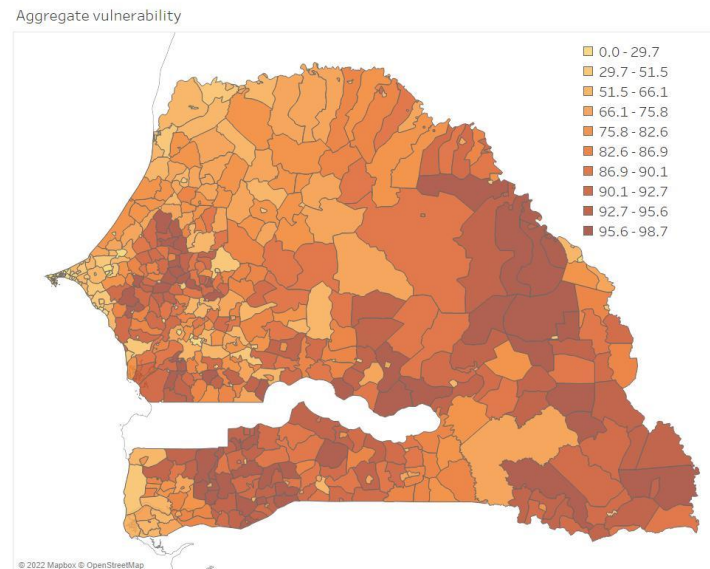 Aggregate vulnerability
0.0 - 29.7
29.7 - 51.5
51.5 - 66.1
66.1 - 75.8
75.8 - 82.6
82.6 - 86.9
86.9 - 90.1
90.1 - 92.7
92.7 - 95.6
95.6 - 98.7
© 2022 Mapbox © OpenStreetMap